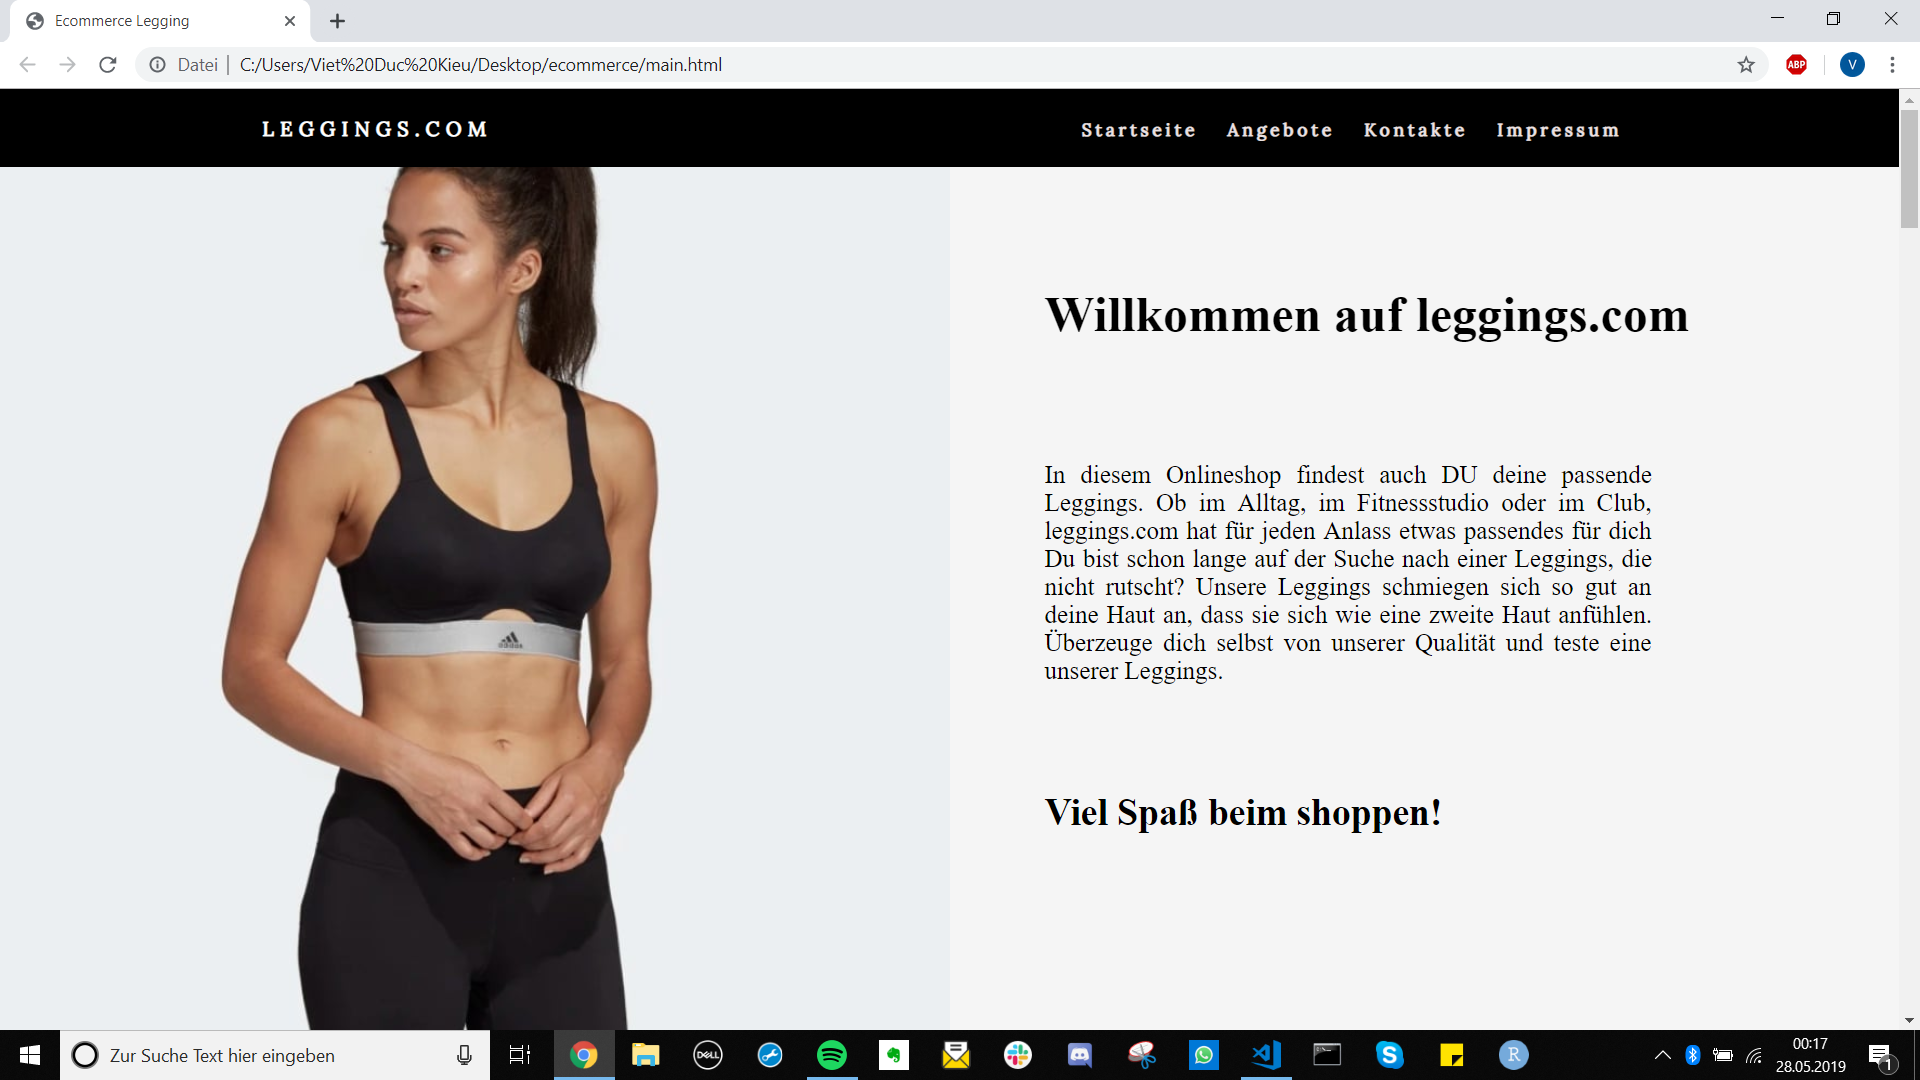 Ecommerce Legging
Datei | C:/Users/Viet%20Duc%20Kieu/Desktop/ecommerce/main.html
ABP
V
LEGGINGS.COM
Startseite Angebote Kontakte Impressum
Willkommen auf leggings.com
In diesem Onlineshop findest auch DU deine passende
Leggings. Ob im Alltag, im Fitnessstudio oder im Club,
leggings.com hat für jeden Anlass etwas passendes für dich
Du bist schon lange auf der Suche nach einer Leggings, die
nicht rutscht? Unsere Leggings schmiegen sich so gut an
deine Haut an, dass sie sich wie eine zweite Haut anfühlen.
Überzeuge dich selbst von unserer Qualität und teste eine
unserer Leggings.
adidas
Viel Spaß beim shoppen!
Zur Suche Text hier eingeben
DELL
S
R
00:17
28.05.2019
1